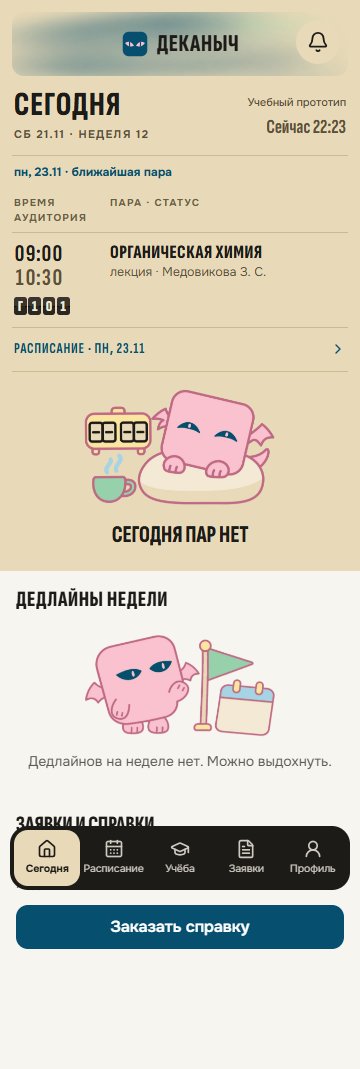 ДЕКАНЫЧ
СЕГОДНЯ
Учебный прототип
СБ 21.11 · НЕДЕЛЯ 12
Сейчас 22:23
пн, 23.11 · ближайшая пара
ВРЕМЯ
ПАРА · СТАТУС
АУДИТОРИЯ
09:00
ОРГАНИЧЕСКАЯ ХИМИЯ
10:30
лекция · Медовикова З. С.
Г101
РАСПИСАНИЕ · ПН, 23.11
СЕГОДНЯ ПАР НЕТ
ДЕДЛАЙНЫ НЕДЕЛИ
Дедлайнов на неделе нет. Можно выдохнуть.
ЗАЯВКИ И СПРАВКИ
Сегодня
Расписание
Учёба
Заявки
Профиль
Заказать справку